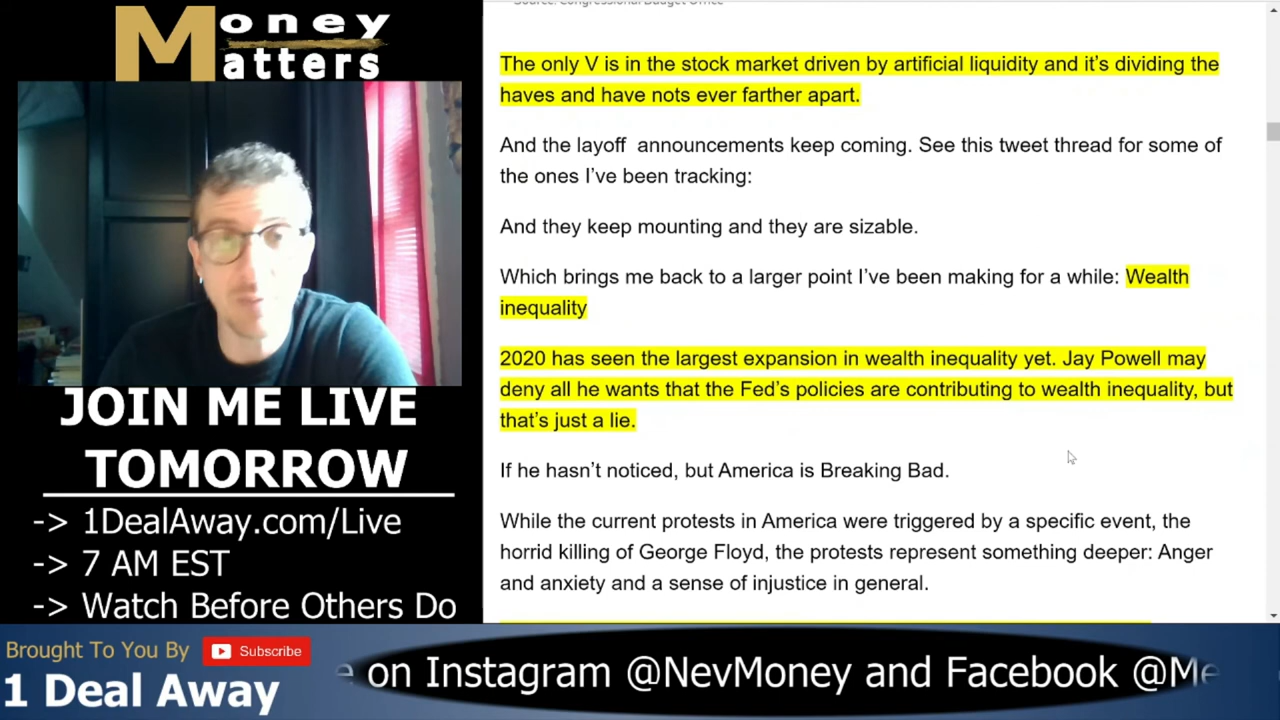 Money
Matters
JOIN ME LIVE
TOMORROW
-> 1DealAway.com/Live
-> 7 AM EST
-> Watch Before Others Do
Source: Congressional Budget Office
The only V is in the stock market driven by artificial liquidity and it's dividing the
haves and have nots ever farther apart.
And the layoff  announcements keep coming. See this tweet thread for some of
the ones I've been tracking:
And they keep mounting and they are sizable.
Which brings me back to a larger point I've been making for a while: Wealth
inequality
2020 has seen the largest expansion in wealth inequality yet. Jay Powell may
deny all he wants that the Fed's policies are contributing to wealth inequality, but
that's just a lie.
If he hasn't noticed, but America is Breaking Bad.
While the current protests in America were triggered by a specific event, the
horrid killing of George Floyd, the protests represent something deeper: Anger
and anxiety and a sense of injustice in general.
Brought To You By Subscribe
1 Deal Away
e on Instagram @NevMoney and Facebook @Me